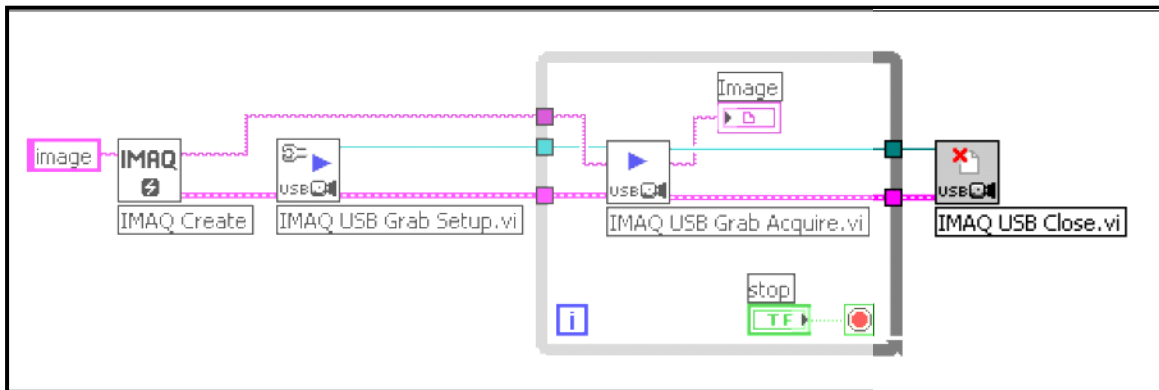 Image
image
IMAQ
USB
USB
USB
IMAQ Create
IMAQ USB Grab Setup.vi
IMAQ USB Grab Acquire.vi
IMAQ USB Close.vi
stop
i
TF